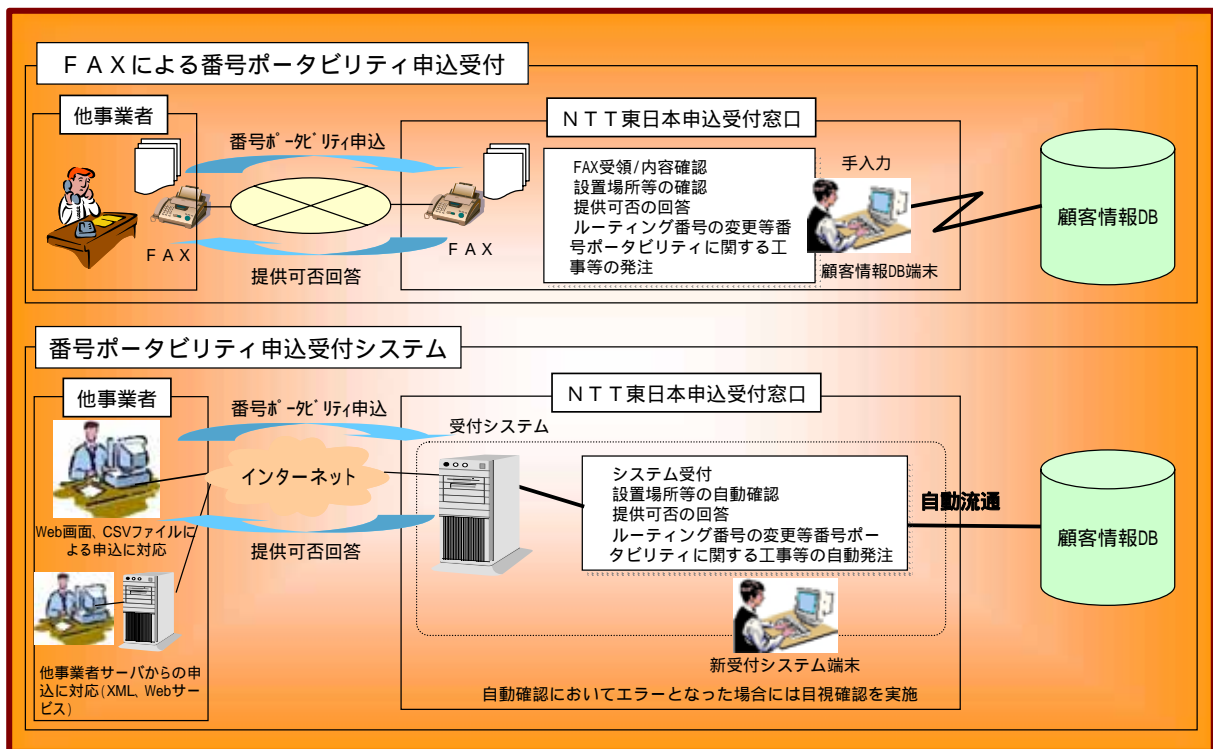 ＦＡＸによる番号ポータビリティ申込受付
他事業者
ＦＡＸ
番号ﾎﾟｰﾀﾋﾞﾘﾃｨ申込
提供可否回答
ＮＴＴ東日本申込受付窓口
ＦＡＸ
FAX受領/内容確認
設置場所等の確認
提供可否の回答
ルーティング番号の変更等番
号ポータビリティに関する工
事等の発注
手入力
顧客情報DB端末
顧客情報DB
番号ポータビリティ申込受付システム
他事業者
Web画面、CSVファイルに
よる申込に対応
他事業者サーバからの申
込に対応(XML、Webサー
ビス)
番号ﾎﾟｰﾀﾋﾞﾘﾃｨ申込
インターネット
提供可否回答
ＮＴＴ東日本申込受付窓口
受付システム
システム受付
設置場所等の自動確認
提供可否の回答
ルーティング番号の変更等番号ポー
タビリティに関する工事等の自動発注
新受付システム端末
自動確認においてエラーとなった場合には目視確認を実施
自動流通
顧客情報DB